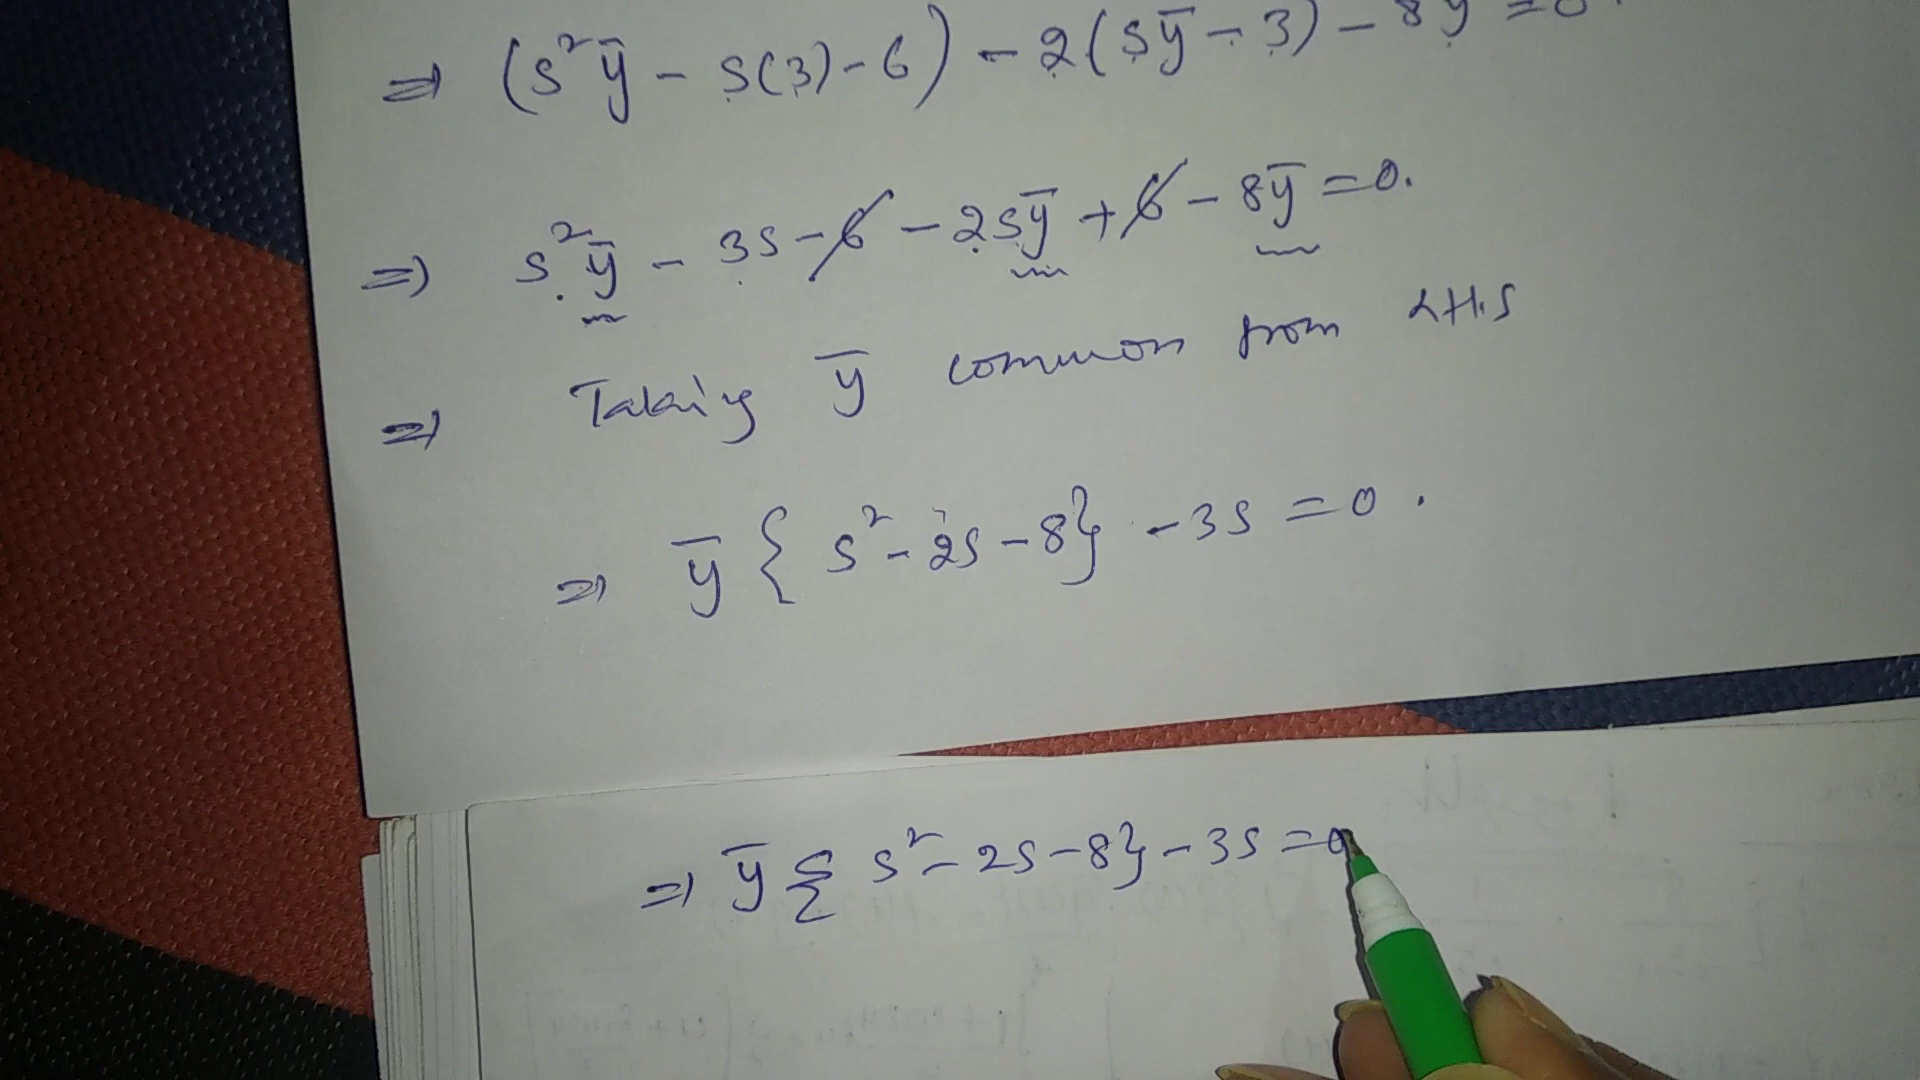 ⇒ (s²ȳ - s(3) - 6) - 2(sȳ - 3) - 8ȳ = 0.
⇒ s²ȳ - 3s - 6 - 2sȳ + 6 - 8ȳ = 0.
⇒ Taking ȳ common from LH.S
⇒ ȳ { s² - 2s - 8} - 3s = 0.
⇒ ȳ { s² - 2s - 8} - 3s = 0